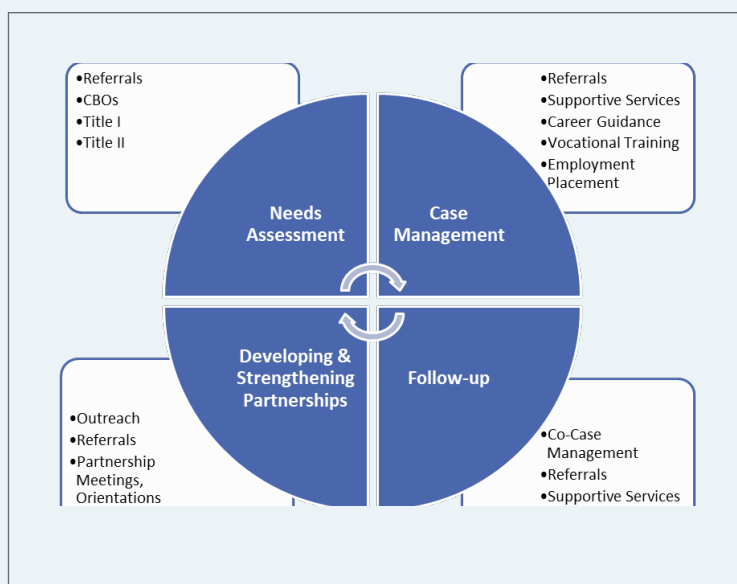 •Referrals
•CBOs
•Title I
•Title II
•Referrals
•Supportive Services
•Career Guidance
•Vocational Training
•Employment
Placement
Needs
Assessment
Case
Management
Developing &
Strengthening
Partnerships
Follow-up
•Outreach
•Referrals
•Partnership
Meetings,
Orientations
•Co-Case
Management
•Referrals
•Supportive Services